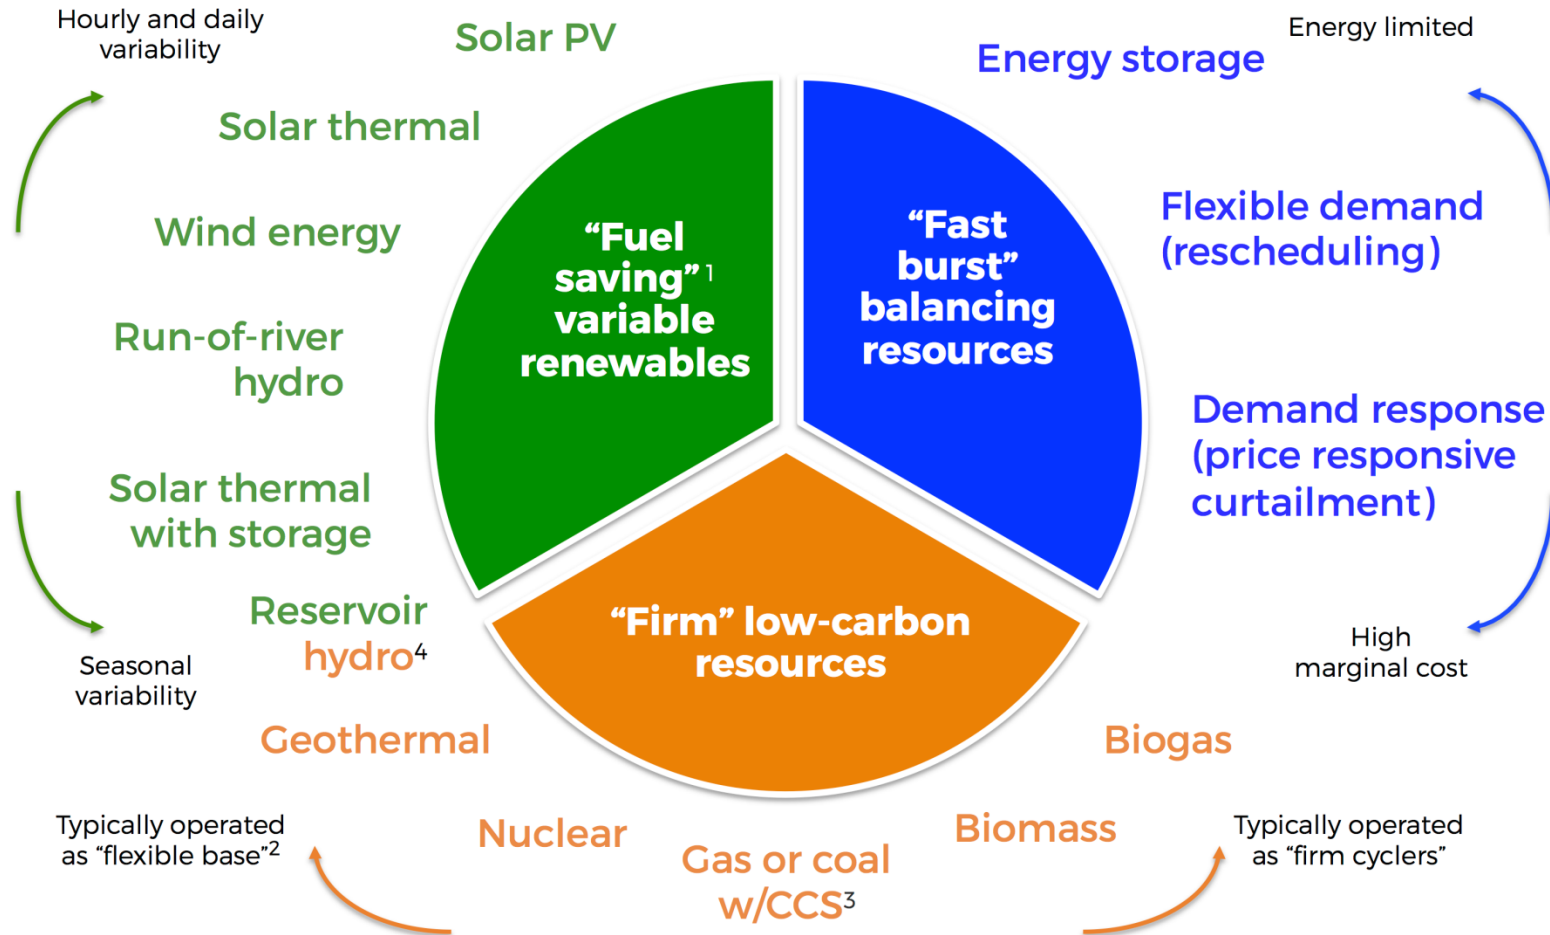 Hourly and daily
variability
Solar PV
Solar thermal
Wind energy
Run-of-river
hydro
Solar thermal
with storage
Reservoir
hydro⁴
Seasonal
variability
“Fuel
saving” ¹
variable
renewables
“Fast
burst”
balancing
resources
“Firm” low-carbon
resources
Energy storage
Energy limited
Flexible demand
(rescheduling)
Demand response
(price responsive
curtailment)
High
marginal cost
Geothermal
Nuclear
Gas or coal
w/CCS³
Biomass
Biogas
Typically operated
as “flexible base”²
Typically operated
as “firm cyclers”